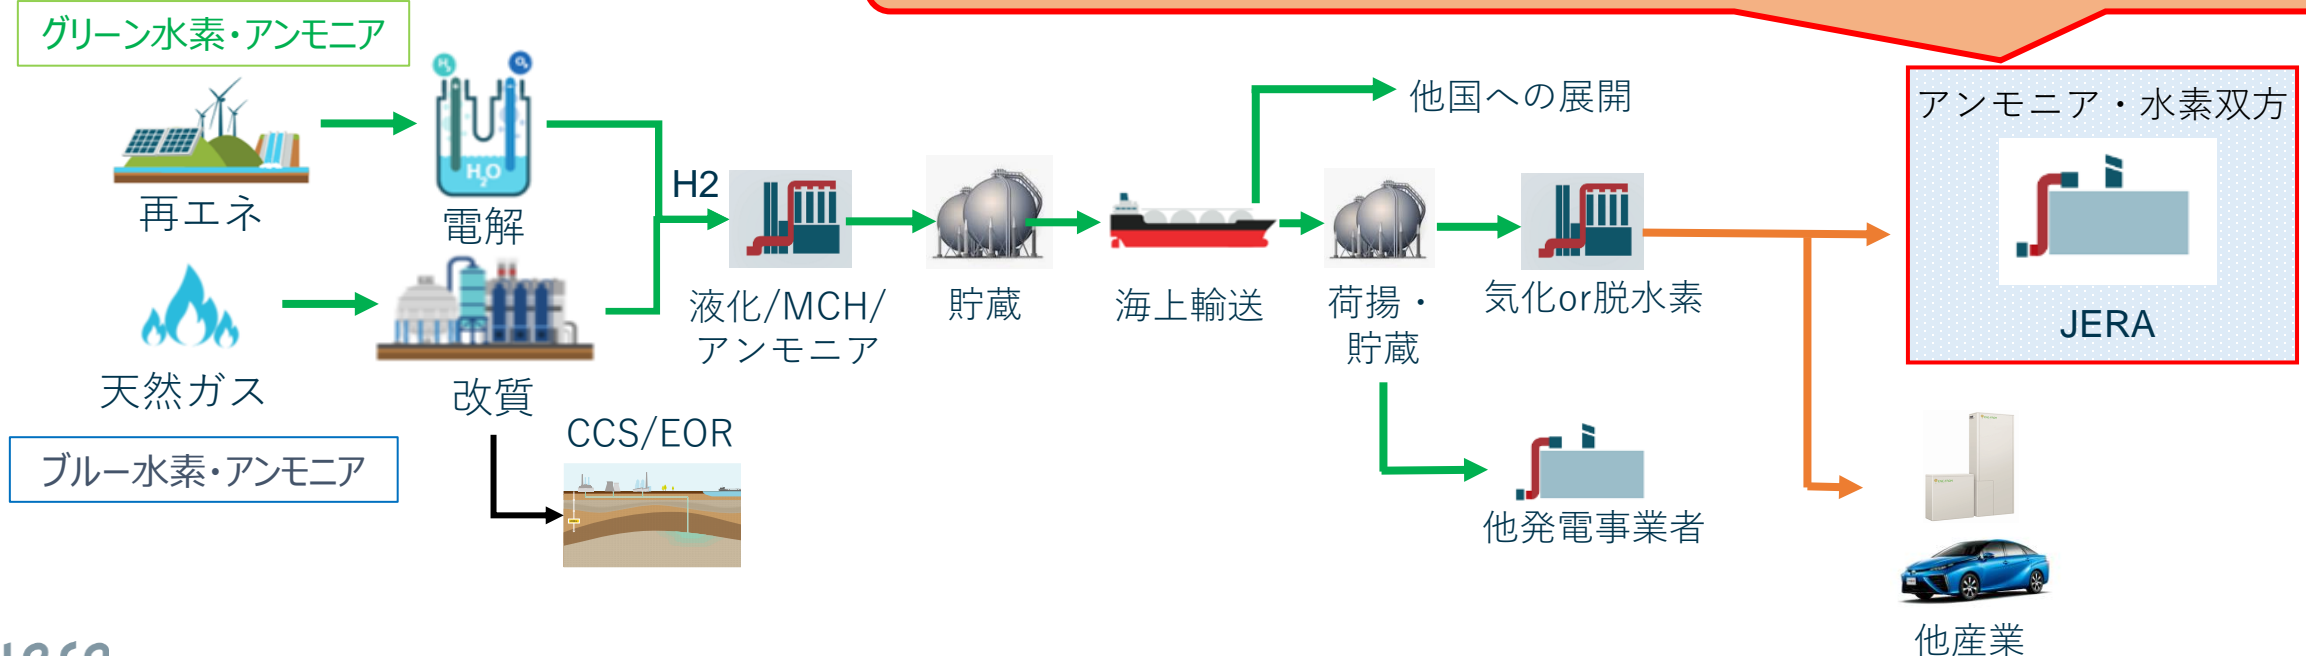 グリーン水素・アンモニア
再エネ
H2
O2
H2O
電解
天然ガス
改質
ブルー水素・アンモニア
CCS/EOR
H2
液化/MCH/
アンモニア
貯蔵
海上輸送
他国への展開
荷揚・
貯蔵
気化or脱水素
他発電事業者
アンモニア・水素双方
JERA
他産業